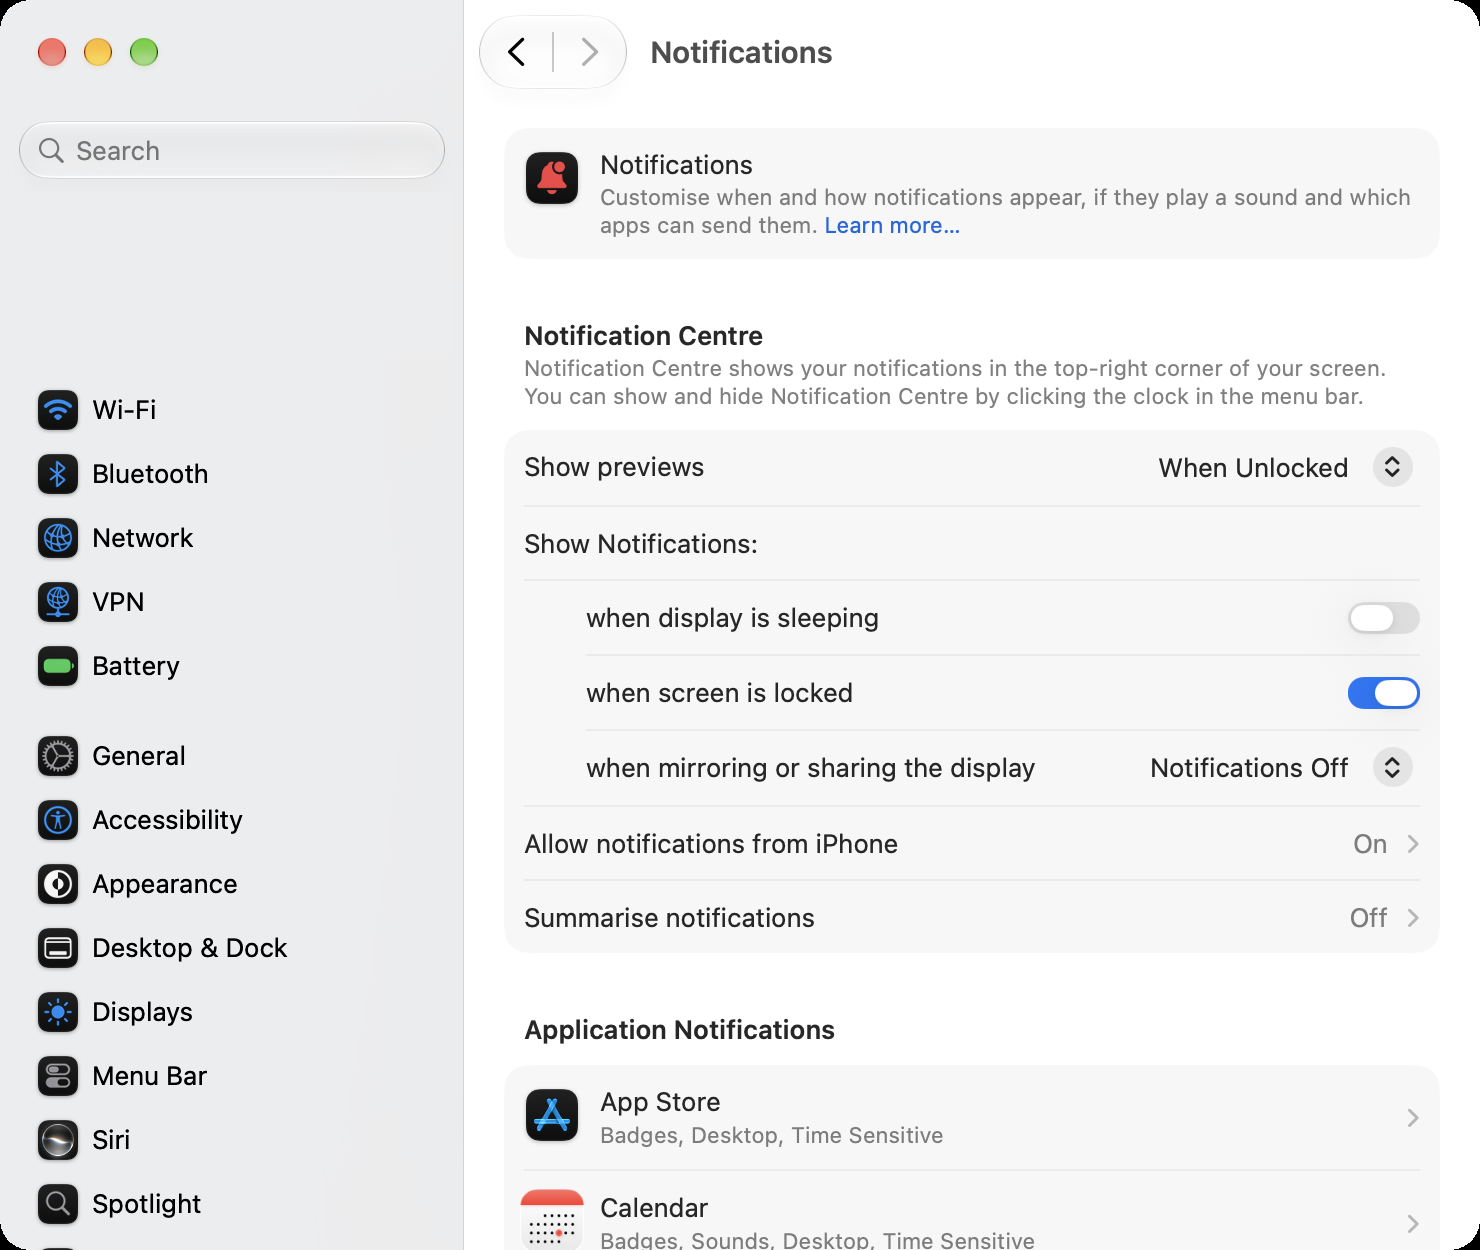 Notifications
Search
Wi-Fi
Bluetooth
Network
VPN
Battery
General
Accessibility
Appearance
Desktop & Dock
Displays
Menu Bar
Siri
Spotlight
Notifications
Customise when and how notifications appear, if they play a sound and which
apps can send them. Learn more...
Notification Centre
Notification Centre shows your notifications in the top-right corner of your screen.
You can show and hide Notification Centre by clicking the clock in the menu bar.
Show previews When Unlocked
Show Notifications:
when display is sleeping
when screen is locked
when mirroring or sharing the display Notifications Off
Allow notifications from iPhone On
Summarise notifications Off
Application Notifications
App Store
Badges, Desktop, Time Sensitive
Calendar
Badges, Sounds, Desktop, Time Sensitive